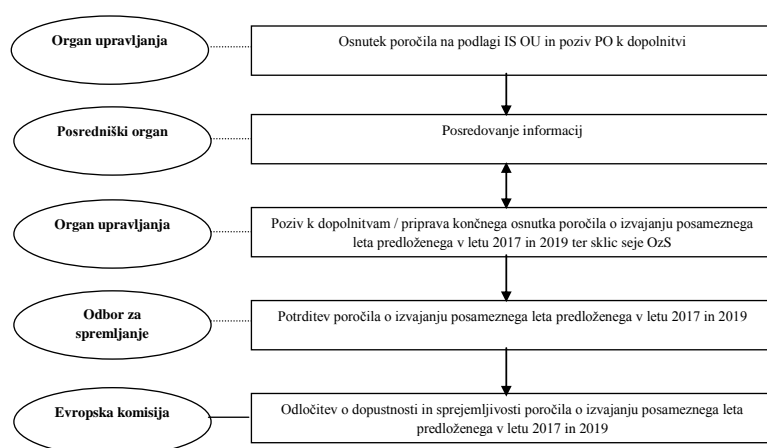 Organ upravljanja
Osnutek poročila na podlagi IS OU in poziv PO k dopolnitvi
Posredniški organ
Posredovanje informacij
Organ upravljanja
Poziv k dopolnitvam / priprava končnega osnutka poročila o izvajanju posameznega
leta predloženega v letu 2017 in 2019 ter sklic seje OzS
Odbor za
spremljanje
Potrditev poročila o izvajanju posameznega leta predloženega v letu 2017 in 2019
Evropska komisija
Odločitev o dopustnosti in sprejemljivosti poročila o izvajanju posameznega leta
predloženega v letu 2017 in 2019